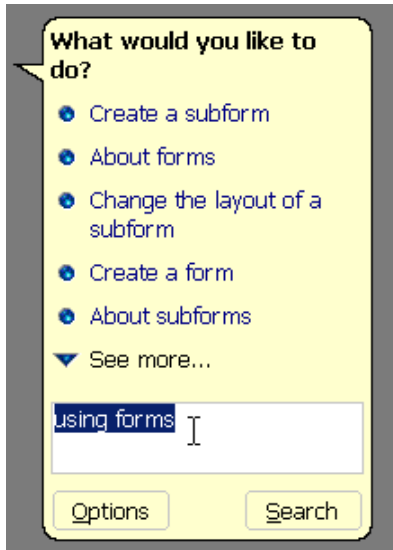 What would you like to
do?
Create a subform
About forms
Change the layout of a
subform
Create a form
About subforms
See more...
using forms
Options
Search